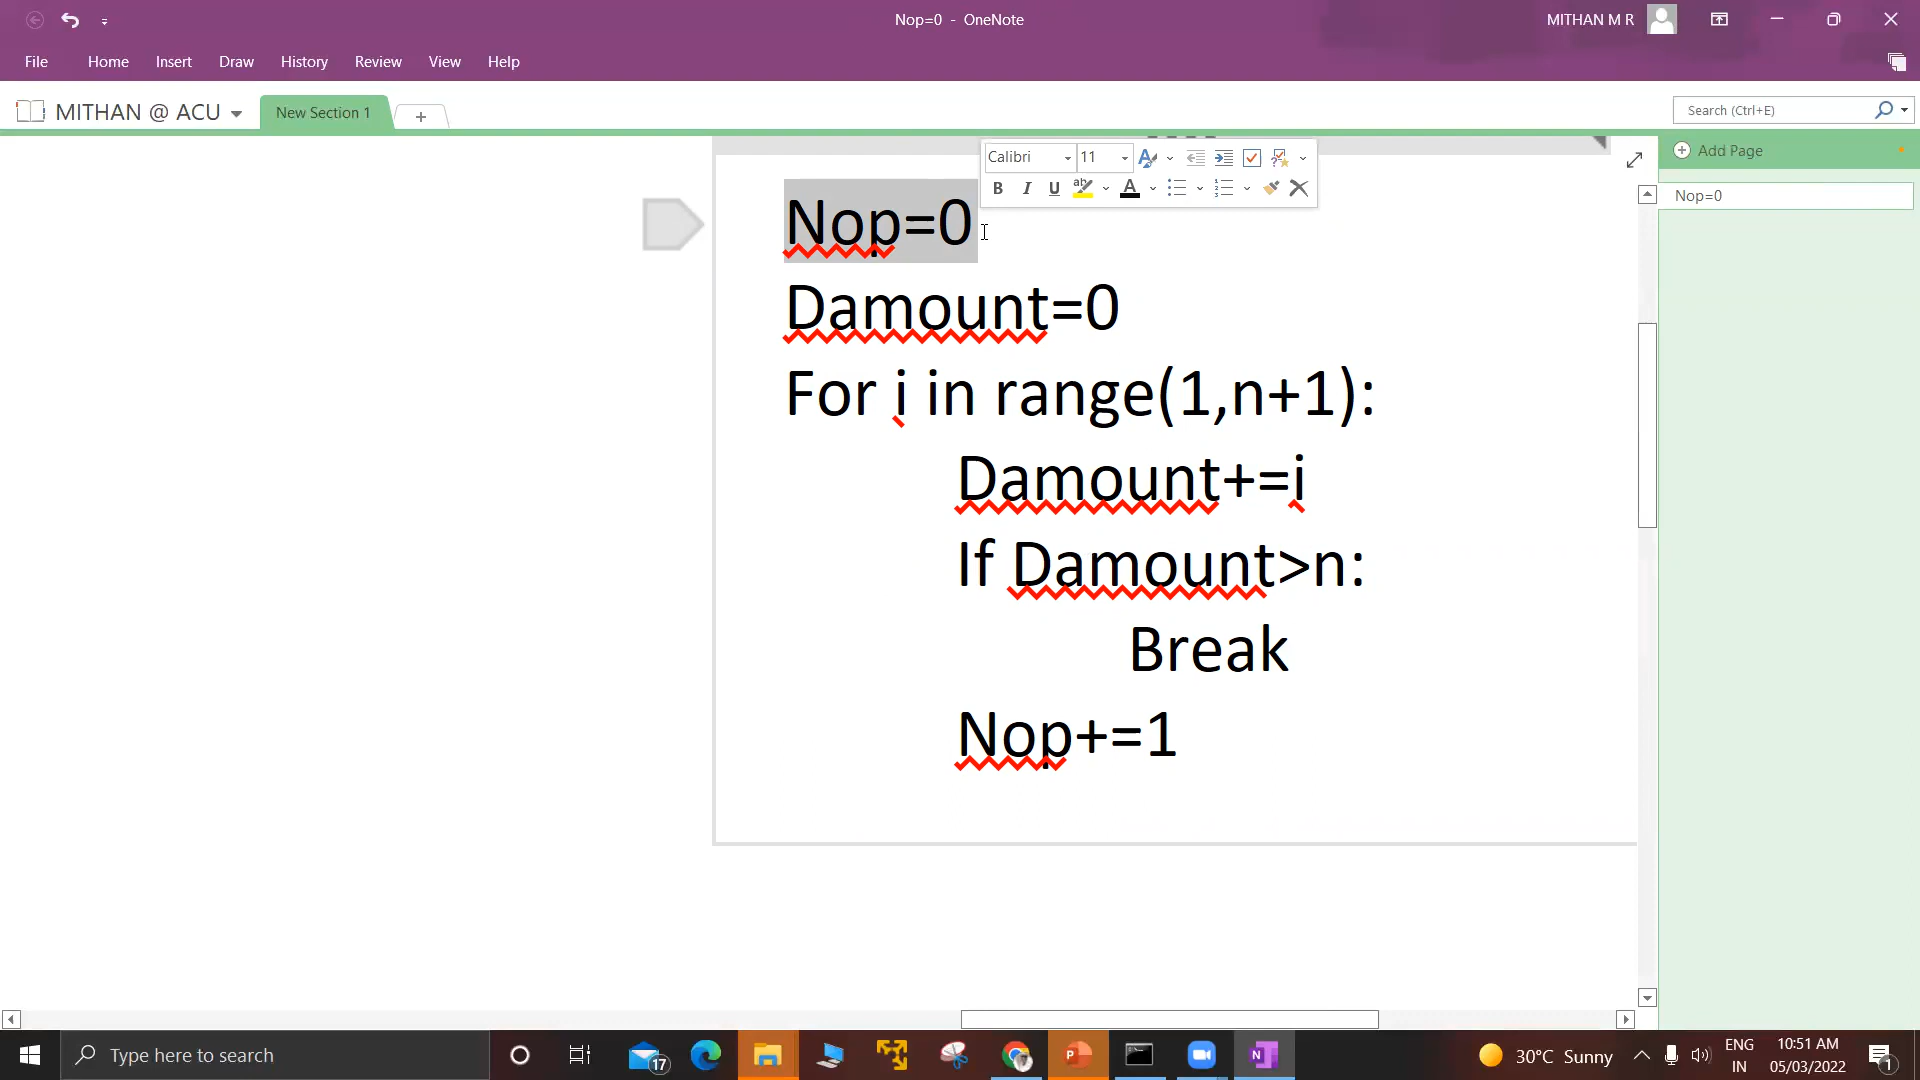 Nop=0 - OneNote
MITHAN M R
File Home Insert Draw History Review View Help
MITHAN @ ACU
New Section 1
+
Search (Ctrl+E)
Calibri 11
B I U ab A
Add Page
Nop=0
Nop=0
Damount=0
For i in range(1,n+1):
Damount+=i
If Damount>n:
Break
Nop+=1
Type here to search
17
30°C Sunny
ENG
IN
10:51 AM
05/03/2022
1